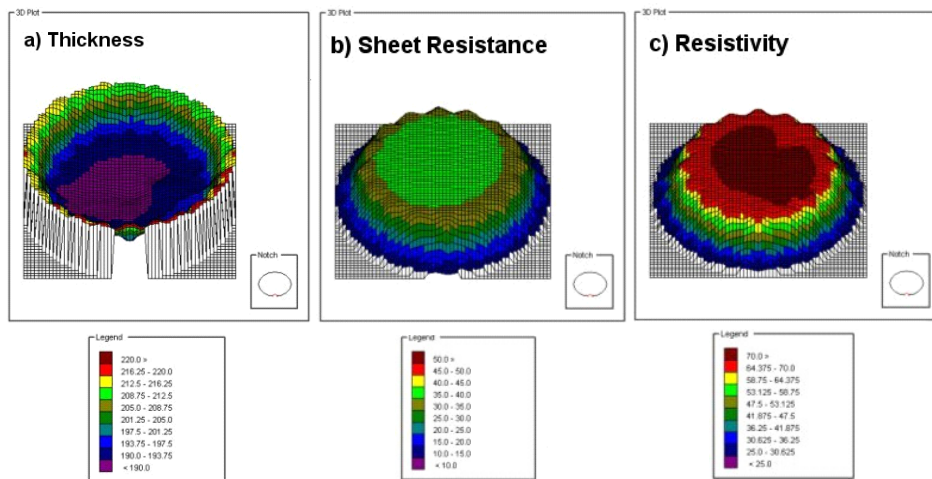 3D Plot
a) Thickness
Notch
Legend
220.0 >
216.25 - 220.0
212.5 - 216.25
208.75 - 212.5
205.0 - 208.75
201.25 - 205.0
197.5 - 201.25
193.75 - 197.5
190.0 - 193.75
< 190.0
3D Plot
b) Sheet Resistance
Notch
Legend
50.0 >
45.0 - 50.0
40.0 - 45.0
35.0 - 40.0
30.0 - 35.0
25.0 - 30.0
20.0 - 25.0
15.0 - 20.0
10.0 - 15.0
< 10.0
3D Plot
c) Resistivity
Notch
Legend
70.0 >
64.375 - 70.0
58.75 - 64.375
53.125 - 58.75
47.5 - 53.125
41.875 - 47.5
36.25 - 41.875
30.625 - 36.25
25.0 - 30.625
< 25.0